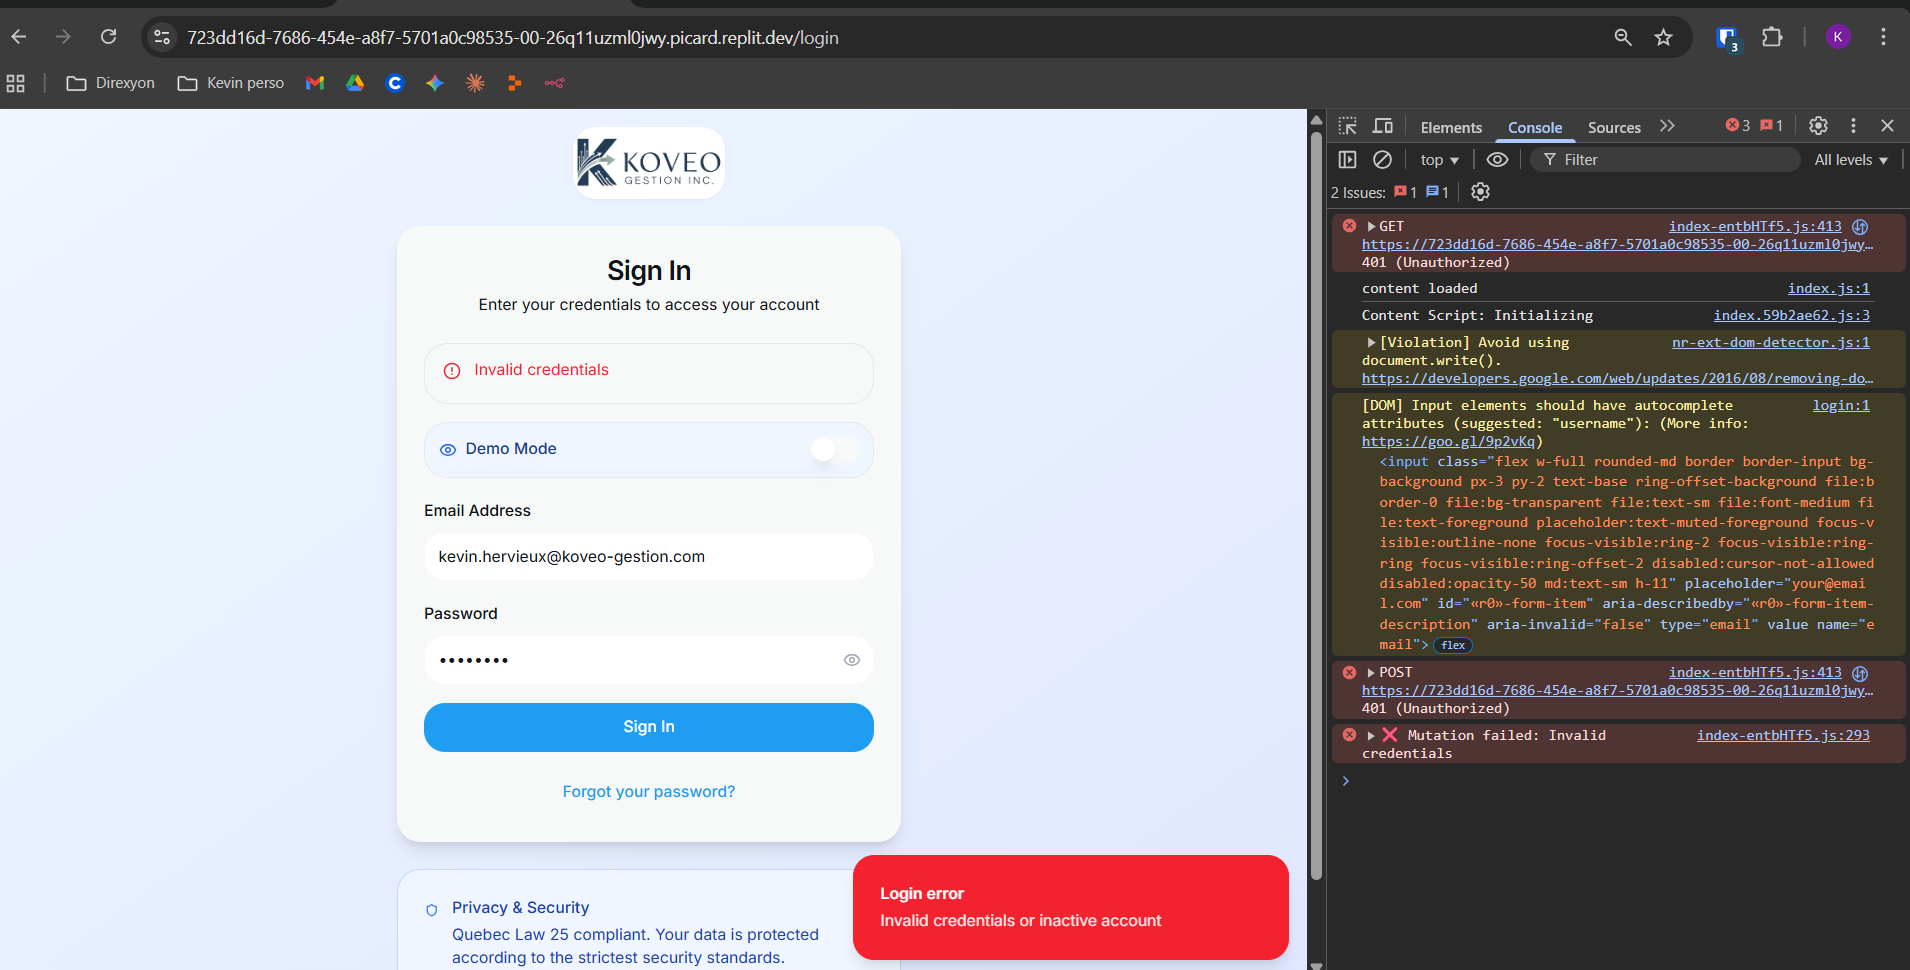 723dd16d-7686-454e-a8f7-5701a0c98535-00-26q11uzml0jwy.picard.replit.dev/login
3
K
Direxyon
Kevin perso
KOVEO
GESTION INC.
Sign In
Enter your credentials to access your account
Invalid credentials
Demo Mode
Email Address
kevin.hervieux@koveo-gestion.com
Password
••••••••
Sign In
Forgot your password?
Privacy & Security
Quebec Law 25 compliant. Your data is protected
according to the strictest security standards.
Login error
Invalid credentials or inactive account
Elements
Console
Sources
3
1
top
Filter
All levels
2 Issues:
1
1
GET index-entbHTf5.js:413
https://723dd16d-7686-454e-a8f7-5701a0c98535-00-26q11uzml0jwy…
401 (Unauthorized)
content loaded index.js:1
Content Script: Initializing index.59b2ae62.js:3
[Violation] Avoid using nr-ext-dom-detector.js:1
document.write().
https://developers.google.com/web/updates/2016/08/removing-do…
[DOM] Input elements should have autocomplete login:1
attributes (suggested: "username"): (More info:
https://goo.gl/9p2vKq)
<input class="flex w-full rounded-md border border-input bg-
background px-3 py-2 text-base ring-offset-background file:b
order-0 file:bg-transparent file:text-sm file:font-medium fi
le:text-foreground placeholder:text-muted-foreground focus-v
isible:outline-none focus-visible:ring-2 focus-visible:ring-
ring focus-visible:ring-offset-2 disabled:cursor-not-allowed
disabled:opacity-50 md:text-sm h-11" placeholder="your@emai
l.com" id="«r0»-form-item" aria-describedby="«r0»-form-item-
description" aria-invalid="false" type="email" value name="e
mail"> flex
POST index-entbHTf5.js:413
https://723dd16d-7686-454e-a8f7-5701a0c98535-00-26q11uzml0jwy…
401 (Unauthorized)
❌ Mutation failed: Invalid index-entbHTf5.js:293
credentials